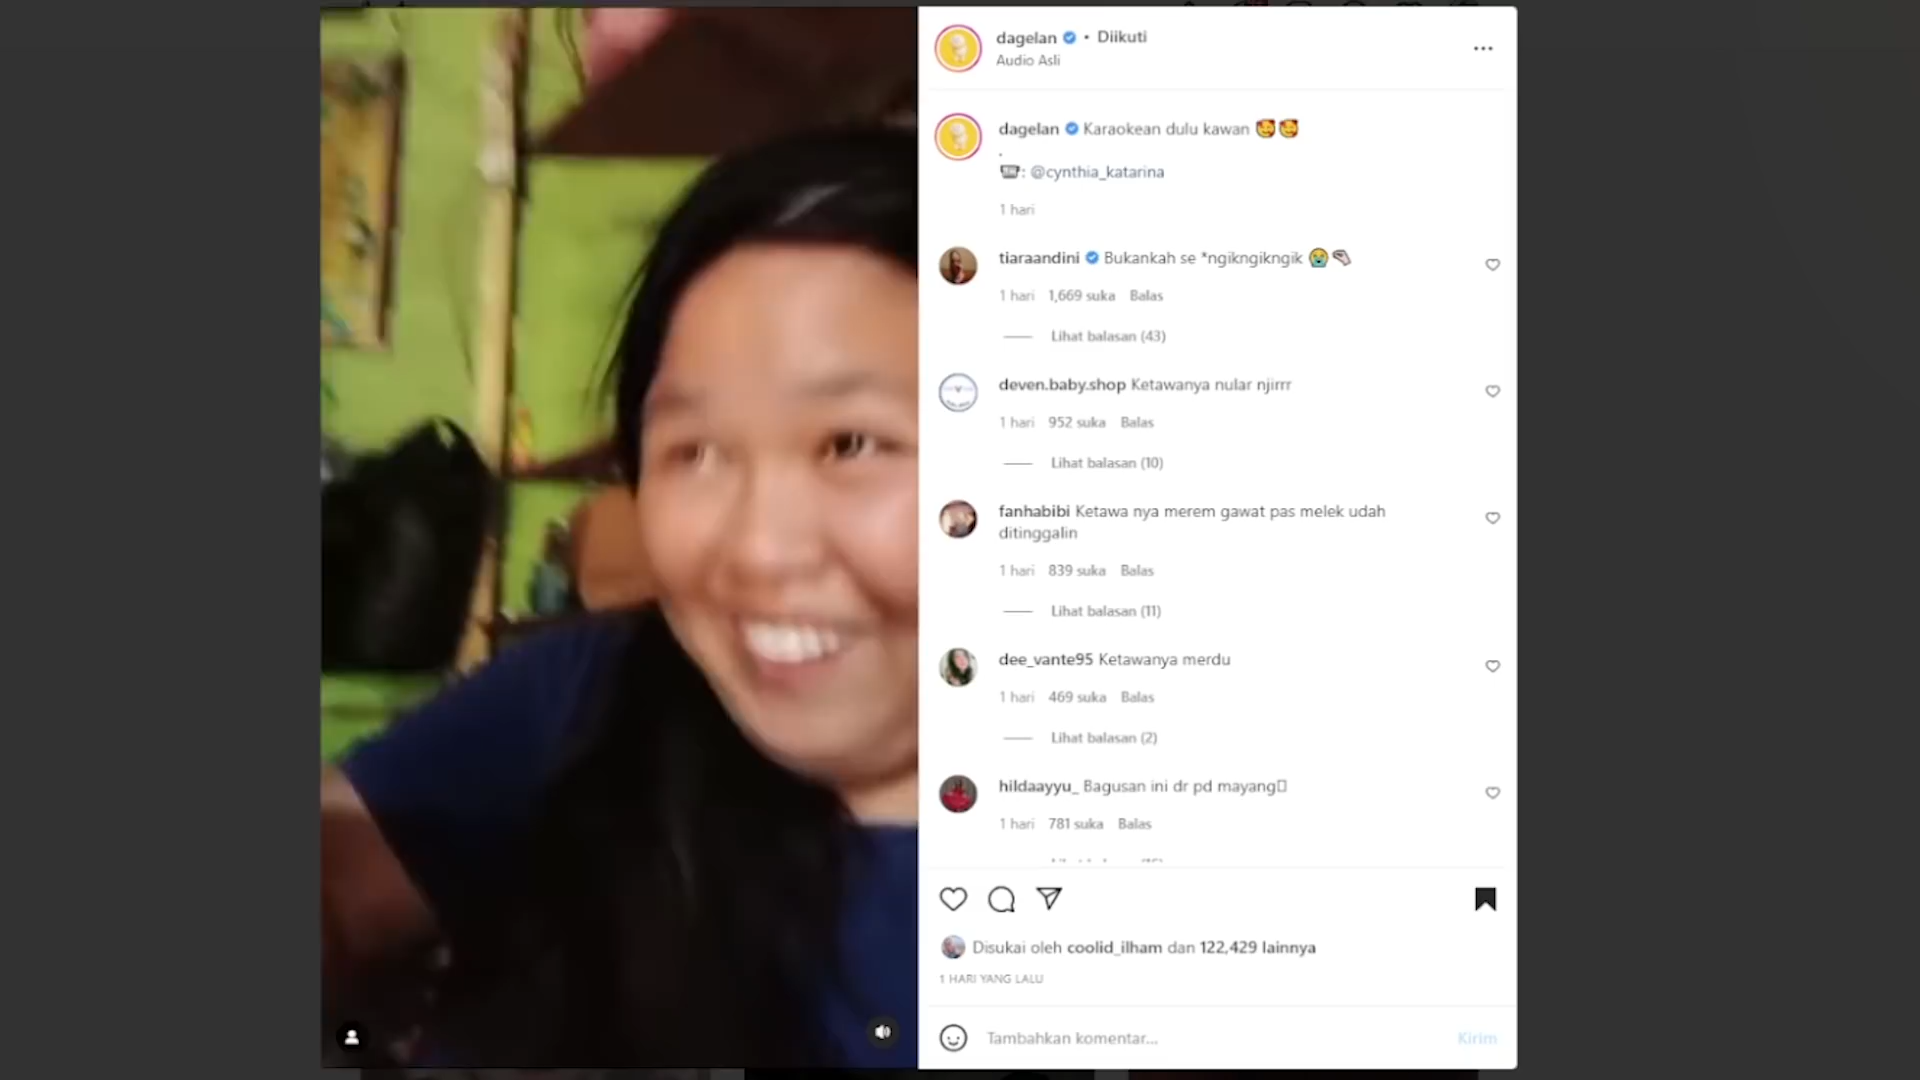 dagelan • Diikuti
Audio Asli
dagelan Karaokean dulu kawan 🥰🥰
.
📽: @cynthia_katarina
1 hari
tiaraandini Bukankah se *ngikngikngik 😭🤏
1 hari 1,669 suka Balas
Lihat balasan (43)
deven.baby.shop Ketawanya nular njirrr
1 hari 952 suka Balas
Lihat balasan (10)
fanhabibi Ketawa nya merem gawat pas melek udah
ditinggalin
1 hari 839 suka Balas
Lihat balasan (11)
dee_vante95 Ketawanya merdu
1 hari 469 suka Balas
Lihat balasan (2)
hildaayyu_ Bagusan ini dr pd mayang
1 hari 781 suka Balas
Disukai oleh coolid_ilham dan 122,429 lainnya
1 HARI YANG LALU
Tambahkan komentar... Kirim